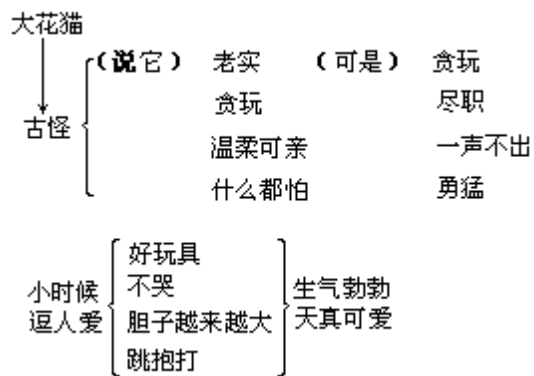 大花猫
(说它) 老实 (可是) 贪玩
贪玩 尽职
古怪
温柔可亲 一声不出
什么都怕 勇猛
好玩具
小时候 不哭 生气勃勃
逗人爱 胆子越来越大 天真可爱
跳抱打